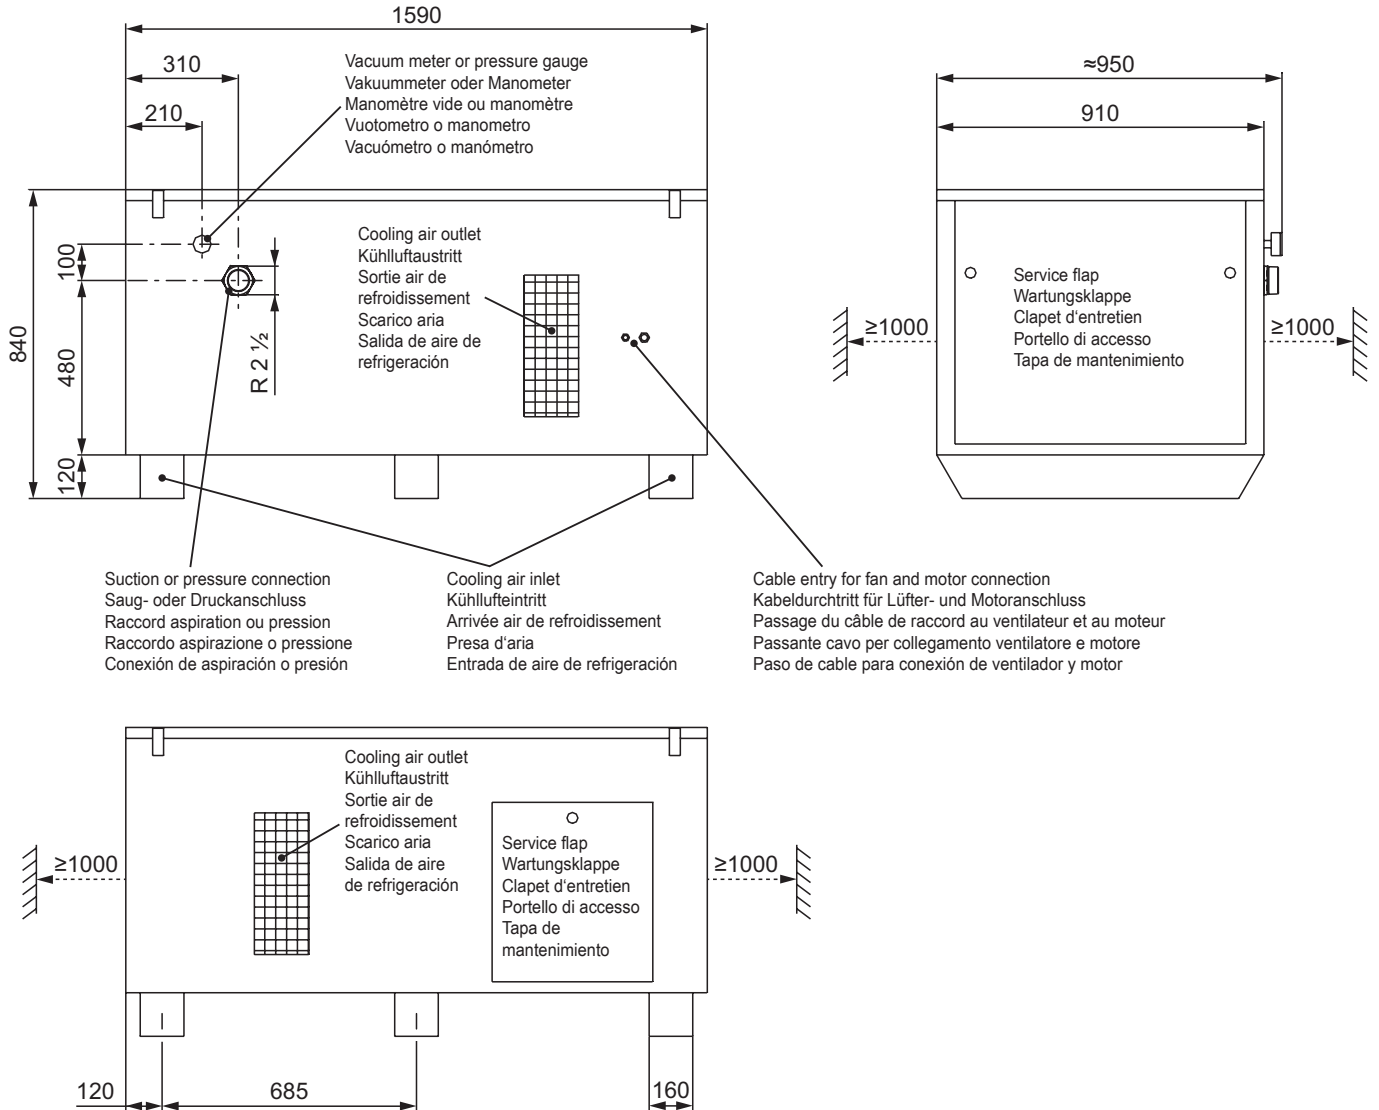 1590
310
210
Vacuum meter or pressure gauge
Vakuummeter oder Manometer
Manomètre vide ou manomètre
Vuotometro o manometro
Vacuómetro o manómetro
≈950
910
840
100
480
120
R 2 ½
Cooling air outlet
Kühlluftaustritt
Sortie air de
refroidissement
Scarico aria
Salida de aire de
refrigeración
≥1000
Service flap
Wartungsklappe
Clapet d‘entretien
Portello di accesso
Tapa de mantenimiento
≥1000
Suction or pressure connection
Saug- oder Druckanschluss
Raccord aspiration ou pression
Raccordo aspirazione o pressione
Conexión de aspiración o presión
Cooling air inlet
Kühllufteintritt
Arrivée air de refroidissement
Presa d‘aria
Entrada de aire de refrigeración
Cable entry for fan and motor connection
Kabeldurchtritt für Lüfter- und Motoranschluss
Passage du câble de raccord au ventilateur et au moteur
Passante cavo per collegamento ventilatore e motore
Paso de cable para conexión de ventilador y motor
≥1000
Cooling air outlet
Kühlluftaustritt
Sortie air de
refroidissement
Scarico aria
Salida de aire
de refrigeración
Service flap
Wartungsklappe
Clapet d‘entretien
Portello di accesso
Tapa de
mantenimiento
≥1000
120
685
160